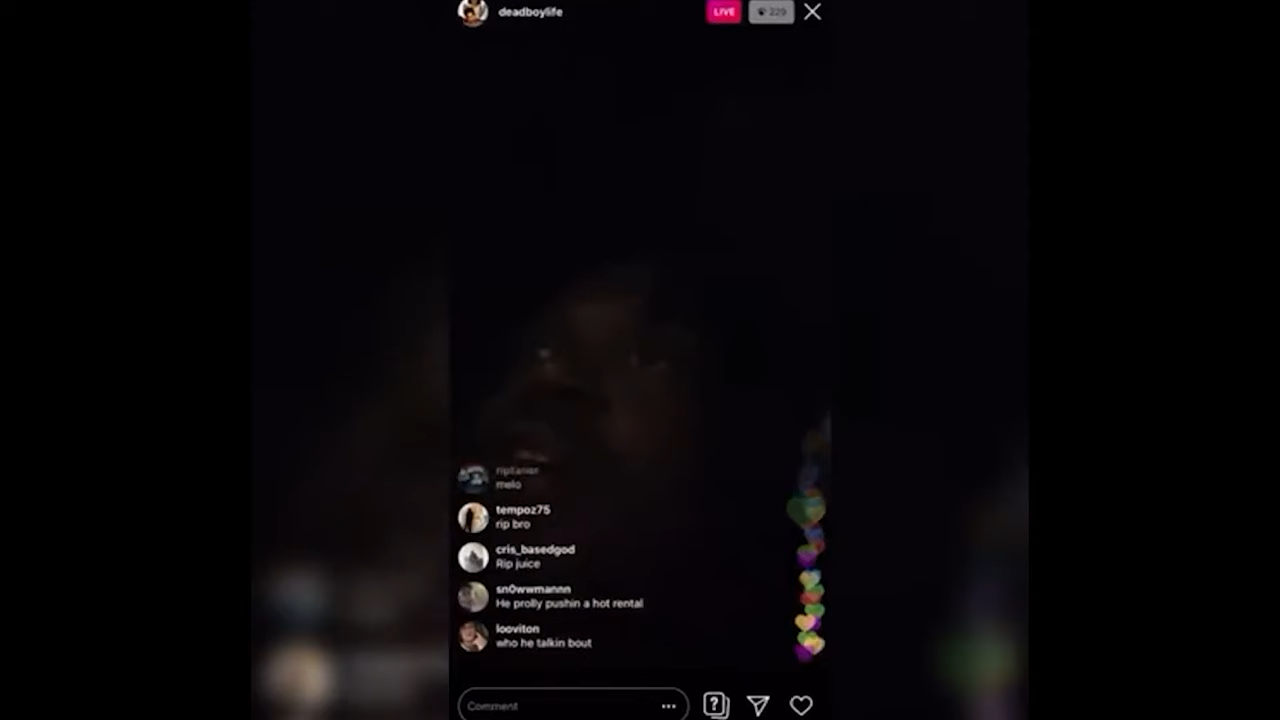 deadboylife
LIVE
229
melo
tempoz75
rip bro
cris_basedgod
Rip juice
sn0wwmannn
He prolly pushin a hot rental
looviton
who he talkin bout
Comment